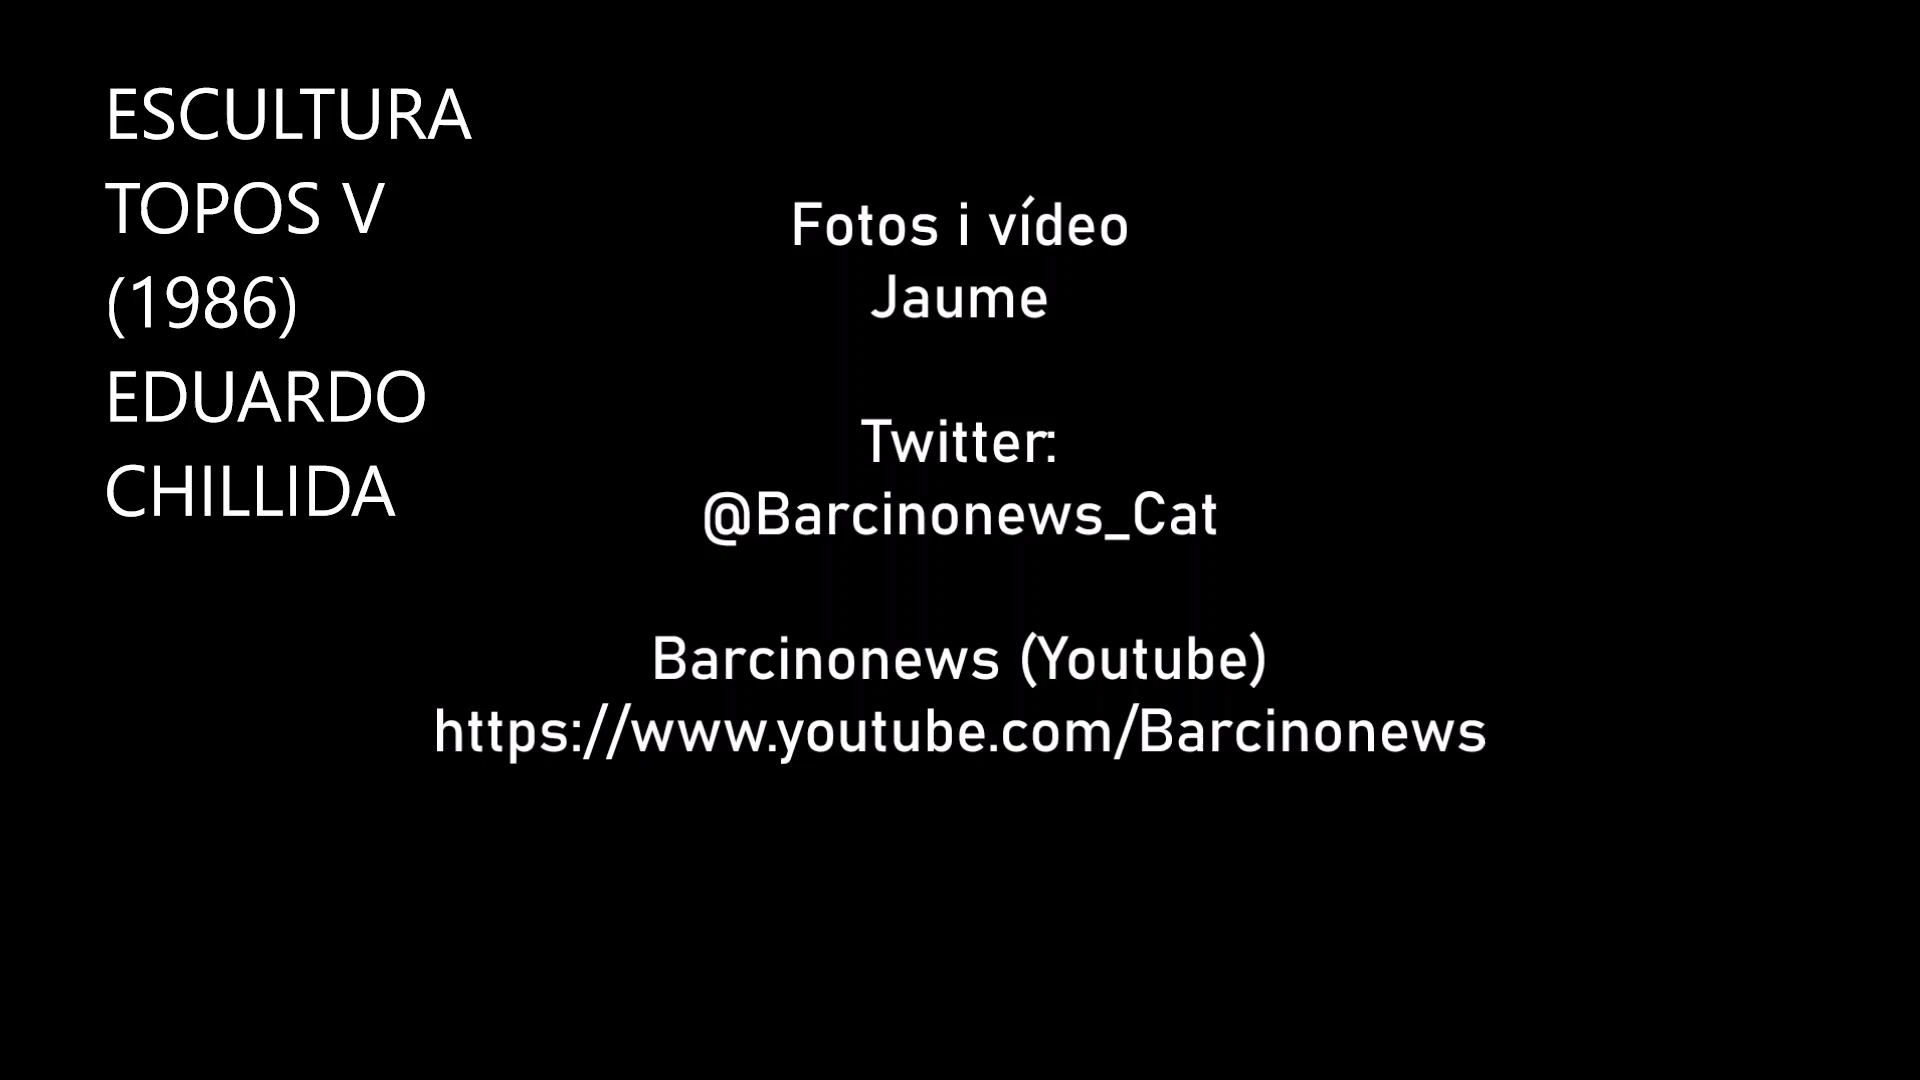 ESCULTURA
TOPOS V
(1986)
EDUARDO
CHILLIDA
Fotos i vídeo
Jaume
Twitter:
@Barcinonews_Cat
Barcinonews (Youtube)
https://www.youtube.com/Barcinonews